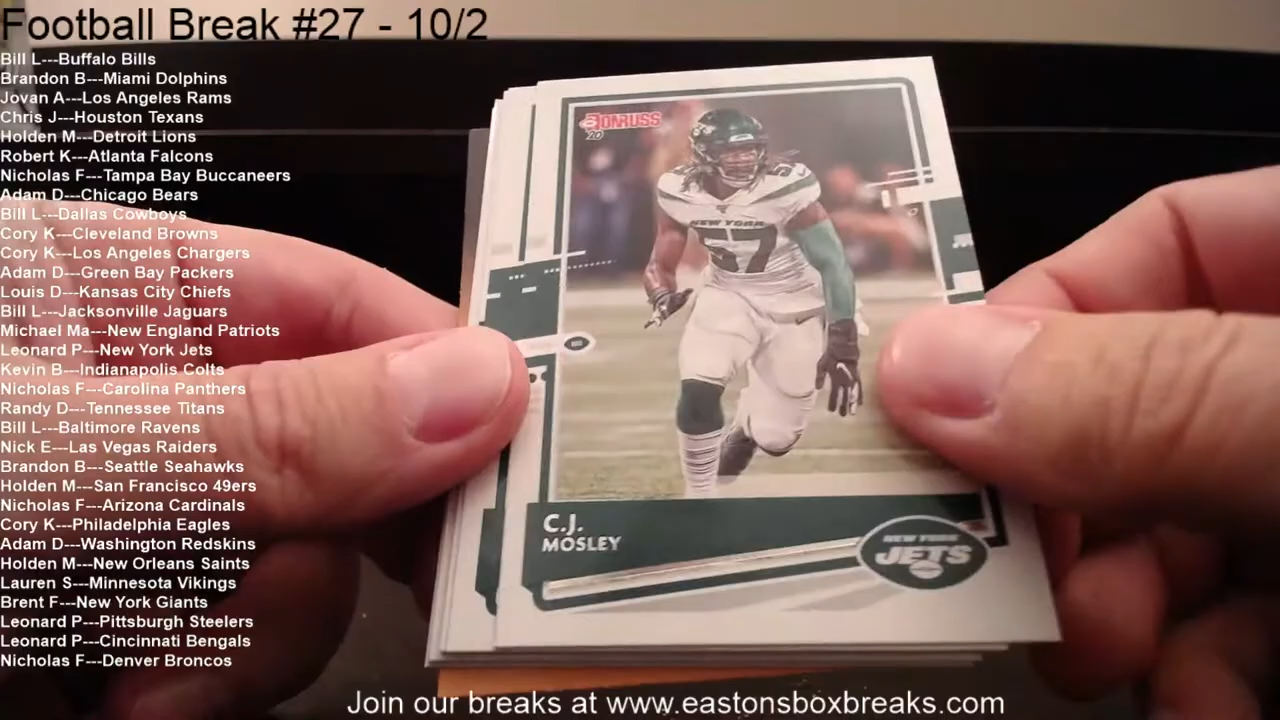 Football Break #27 - 10/2
Bill L---Buffalo Bills
Brandon B---Miami Dolphins
Jovan A---Los Angeles Rams
Chris J---Houston Texans
Holden M---Detroit Lions
Robert K---Atlanta Falcons
Nicholas F---Tampa Bay Buccaneers
Adam D---Chicago Bears
Bill L---Dallas Cowboys
Cory K---Cleveland Browns
Cory K---Los Angeles Chargers
Adam D---Green Bay Packers
Louis D---Kansas City Chiefs
Bill L---Jacksonville Jaguars
Michael Ma---New England Patriots
Leonard P---New York Jets
Kevin B---Indianapolis Colts
Nicholas F---Carolina Panthers
Randy D---Tennessee Titans
Bill L---Baltimore Ravens
Nick E---Las Vegas Raiders
Brandon B---Seattle Seahawks
Holden M---San Francisco 49ers
Nicholas F---Arizona Cardinals
Cory K---Philadelphia Eagles
Adam D---Washington Redskins
Holden M---New Orleans Saints
Lauren S---Minnesota Vikings
Brent F---New York Giants
Leonard P---Pittsburgh Steelers
Leonard P---Cincinnati Bengals
Nicholas F---Denver Broncos
DONRUSS
20
57
NEW YORK
57
C.J.
MOSLEY
NEW YORK
JETS
Join our breaks at www.eastonsboxbreaks.com